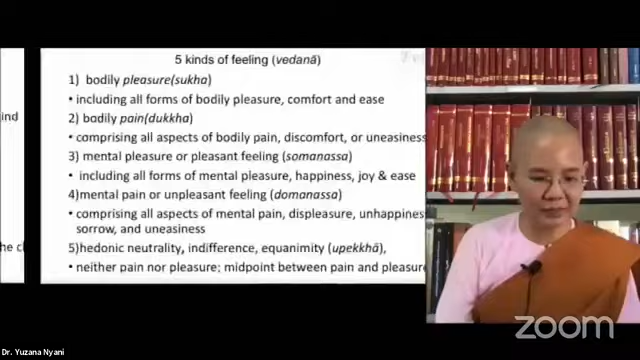 5 kinds of feeling (vedanā)
1) bodily pleasure(sukha)
• including all forms of bodily pleasure, comfort and ease
2) bodily pain(dukkha)
• comprising all aspects of bodily pain, discomfort, or uneasiness
3) mental pleasure or pleasant feeling (somanassa)
• including all forms of mental pleasure, happiness, joy & ease
4)mental pain or unpleasant feeling (domanassa)
• comprising all aspects of mental pain, displeasure, unhappines
sorrow, and uneasiness
5)hedonic neutrality, indifference, equanimity (upekkhā),
• neither pain nor pleasure; midpoint between pain and pleasure
ind
he c
zoom
Dr. Yuzana Nyani